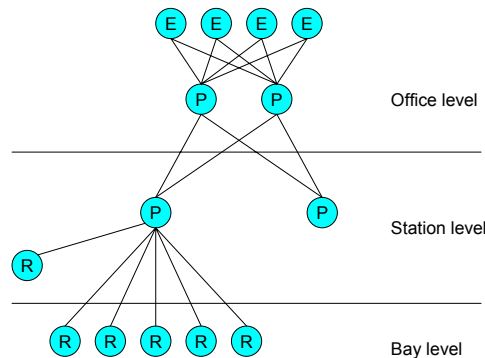 E E E E
P P
Office level
P P
Station level
R
R R R R R
Bay level